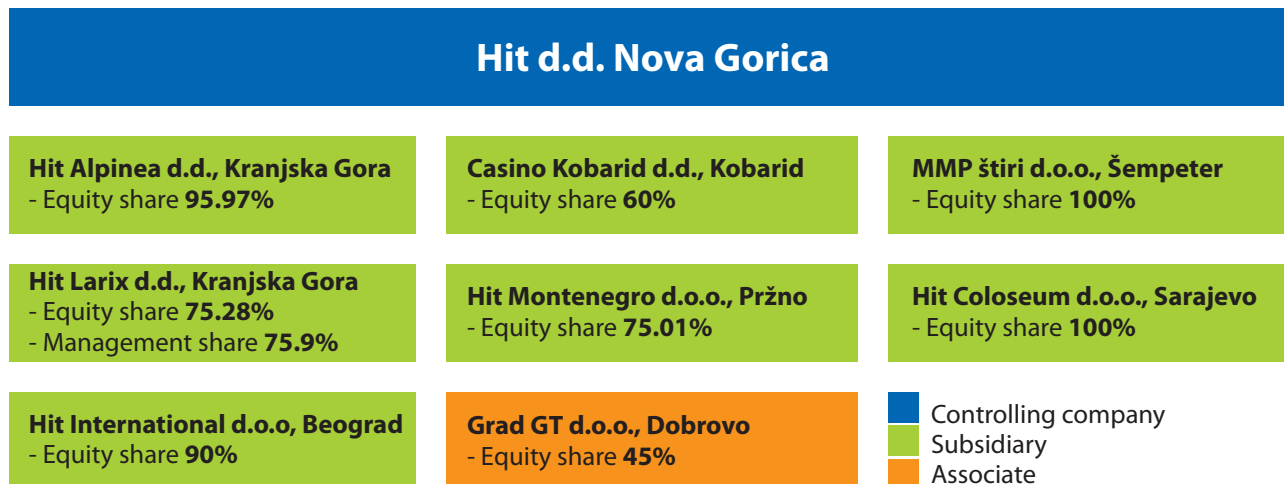 Hit d.d. Nova Gorica
Hit Alpinea d.d., Kranjska Gora
- Equity share 95.97%
Casino Kobarid d.d., Kobarid
- Equity share 60%
MMP štiri d.o.o., Šempeter
- Equity share 100%
Hit Larix d.d., Kranjska Gora
- Equity share 75.28%
- Management share 75.9%
Hit Montenegro d.o.o., Pržno
- Equity share 75.01%
Hit Coloseum d.o.o., Sarajevo
- Equity share 100%
Hit International d.o.o, Beograd
- Equity share 90%
Grad GT d.o.o., Dobrovo
- Equity share 45%
Controlling company
Subsidiary
Associate